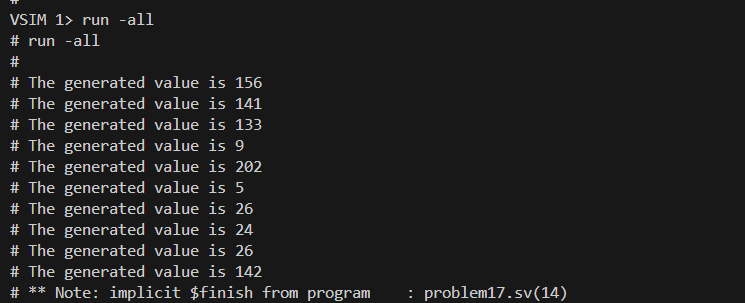 #
VSIM 1> run -all
# run -all
#
# The generated value is 156
# The generated value is 141
# The generated value is 133
# The generated value is 9
# The generated value is 202
# The generated value is 5
# The generated value is 26
# The generated value is 24
# The generated value is 26
# The generated value is 142
# ** Note: implicit $finish from program    : problem17.sv(14)